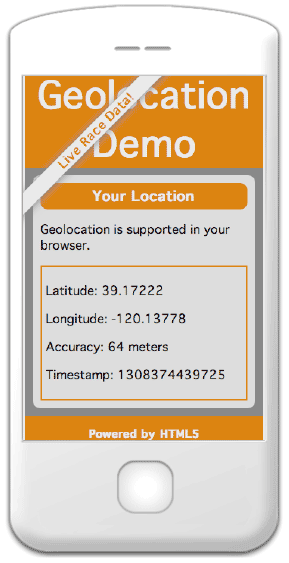 Geolocation
Demo
Live Race Data!
Your Location
Geolocation is supported in your
browser.
Latitude: 39.17222
Longitude: -120.13778
Accuracy: 64 meters
Timestamp: 1308374439725
Powered by HTML5